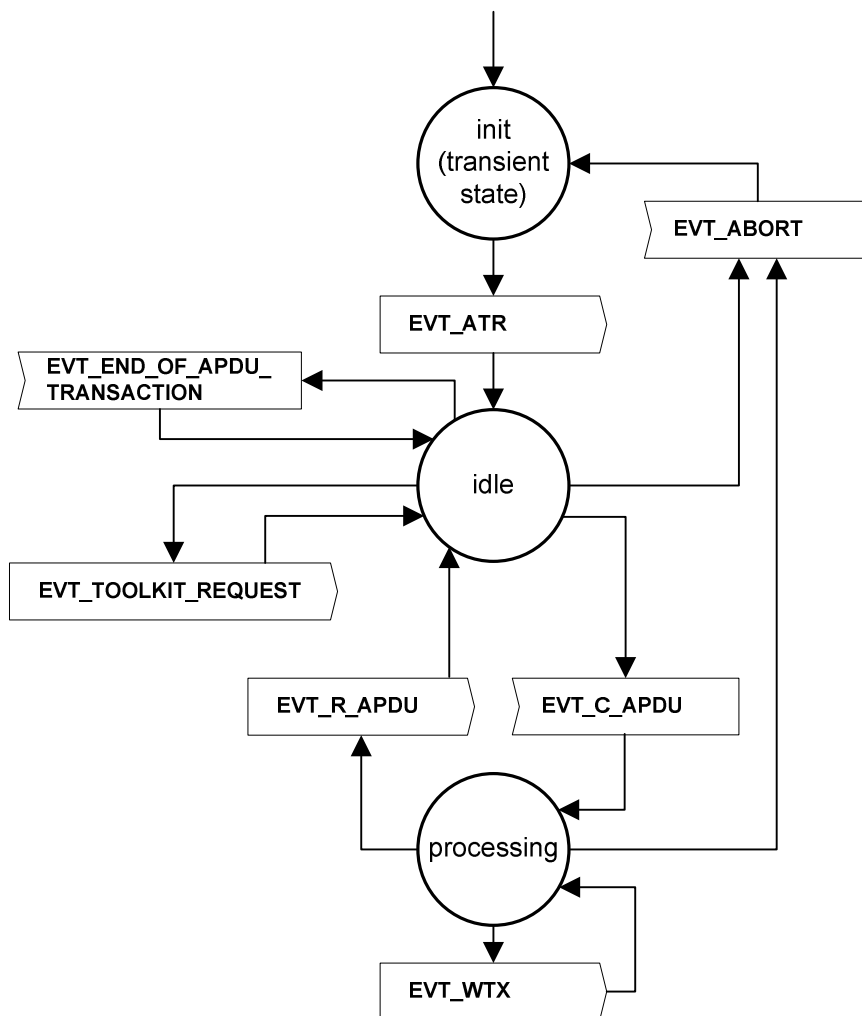 init
(transient
state)
EVT_ABORT
EVT_ATR
EVT_END_OF_APDU_
TRANSACTION
idle
EVT_TOOLKIT_REQUEST
EVT_R_APDU
EVT_C_APDU
processing
EVT_WTX